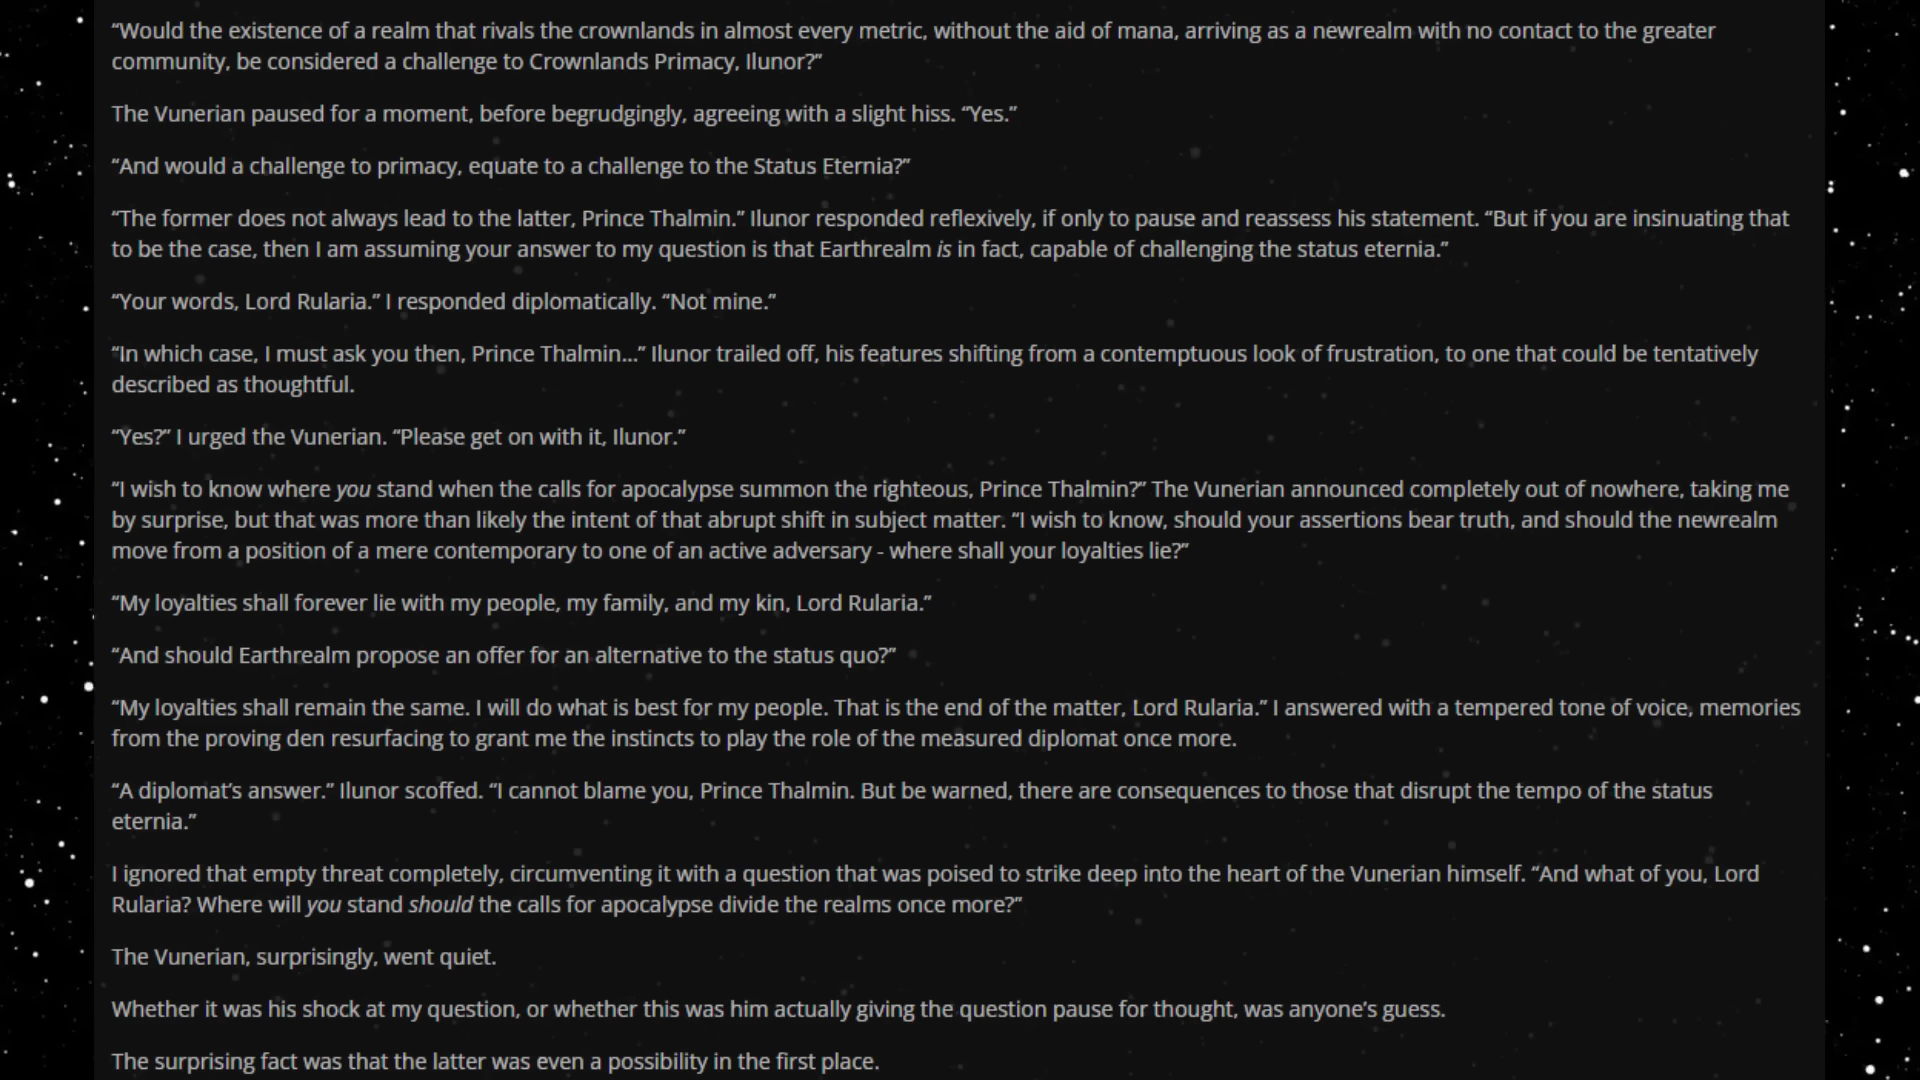 “Would the existence of a realm that rivals the crownlands in almost every metric, without the aid of mana, arriving as a newrealm with no contact to the greater
community, be considered a challenge to Crownlands Primacy, Ilunor?”
The Vunerian paused for a moment, before begrudgingly, agreeing with a slight hiss. “Yes.”
“And would a challenge to primacy, equate to a challenge to the Status Eternia?”
“The former does not always lead to the latter, Prince Thalmin.” Ilunor responded reflexively, if only to pause and reassess his statement. “But if you are insinuating that
to be the case, then I am assuming your answer to my question is that Earthrealm is in fact, capable of challenging the status eternia.”
“Your words, Lord Rularia.” I responded diplomatically. “Not mine.”
“In which case, I must ask you then, Prince Thalmin…” Ilunor trailed off, his features shifting from a contemptuous look of frustration, to one that could be tentatively
described as thoughtful.
“Yes?” I urged the Vunerian. “Please get on with it, Ilunor.”
“I wish to know where you stand when the calls for apocalypse summon the righteous, Prince Thalmin?” The Vunerian announced completely out of nowhere, taking me
by surprise, but that was more than likely the intent of that abrupt shift in subject matter. “I wish to know, should your assertions bear truth, and should the newrealm
move from a position of a mere contemporary to one of an active adversary - where shall your loyalties lie?”
“My loyalties shall forever lie with my people, my family, and my kin, Lord Rularia.”
“And should Earthrealm propose an offer for an alternative to the status quo?”
“My loyalties shall remain the same. I will do what is best for my people. That is the end of the matter, Lord Rularia.” I answered with a tempered tone of voice, memories
from the proving den resurfacing to grant me the instincts to play the role of the measured diplomat once more.
“A diplomat’s answer.” Ilunor scoffed. “I cannot blame you, Prince Thalmin. But be warned, there are consequences to those that disrupt the tempo of the status
eternia.”
I ignored that empty threat completely, circumventing it with a question that was poised to strike deep into the heart of the Vunerian himself. “And what of you, Lord
Rularia? Where will you stand should the calls for apocalypse divide the realms once more?”
The Vunerian, surprisingly, went quiet.
Whether it was his shock at my question, or whether this was him actually giving the question pause for thought, was anyone’s guess.
The surprising fact was that the latter was even a possibility in the first place.